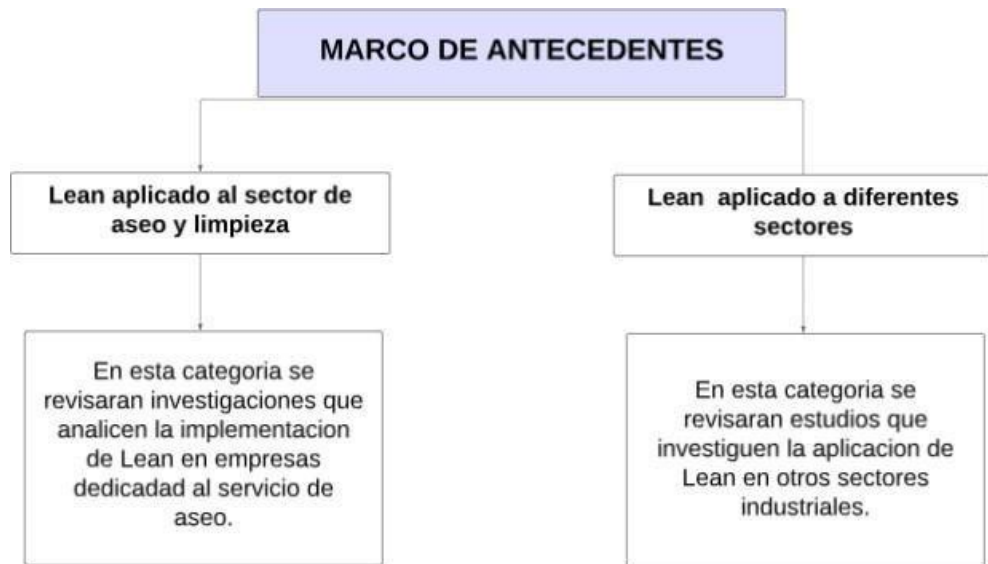 MARCO DE ANTECEDENTES
Lean aplicado al sector de
aseo y limpieza
En esta categoria se
revisaran investigaciones que
analicen la implementacion
de Lean en empresas
dedicadad al servicio de
aseo.
Lean aplicado a diferentes
sectores
En esta categoria se
revisaran estudios que
investiguen la aplicacion de
Lean en otros sectores
industriales.